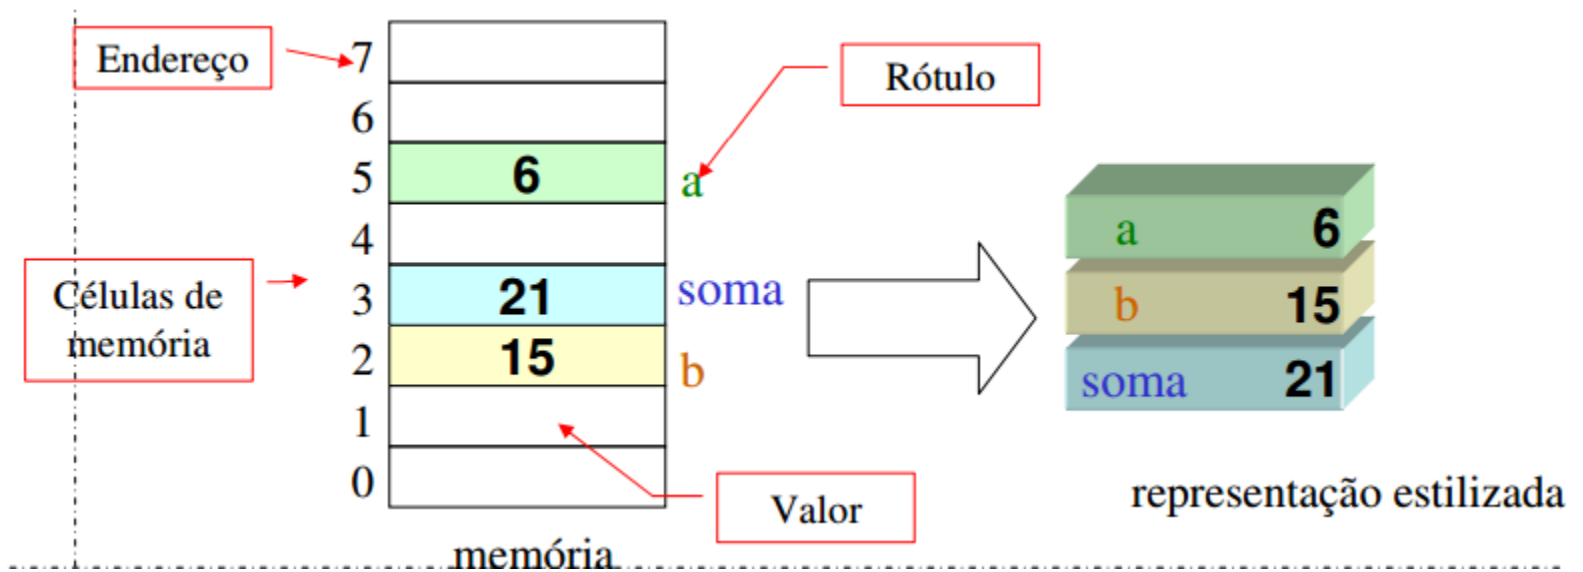 Endereço
7
Rótulo
6
5 6 a
4
Células de
memória
3 21 soma
2 15 b
1
0
Valor
memória
a 6
b 15
soma 21
representação estilizada